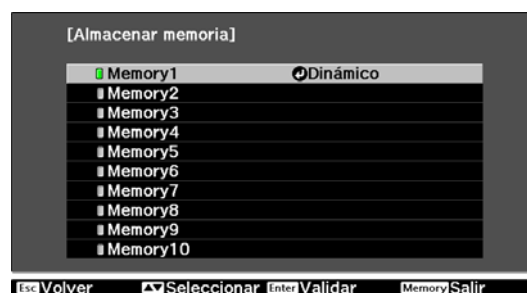 [Almacenar memoria]
Memory1 Dinámico
Memory2
Memory3
Memory4
Memory5
Memory6
Memory7
Memory8
Memory9
Memory10
Esc Volver Seleccionar Enter Validar Memory Salir